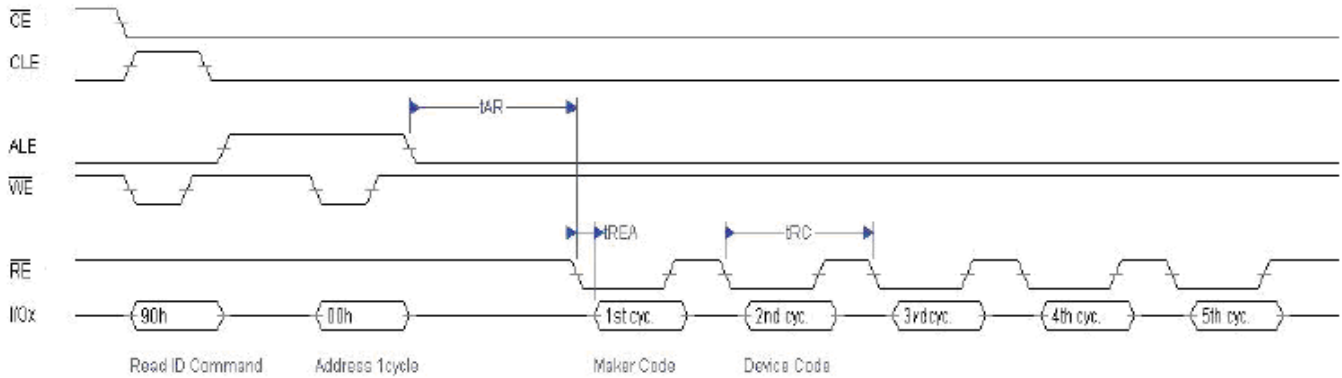 CE
CLE
tAR
ALE
WE
tREA
tRC
RE
I/Ox
90h
00h
1st cyc.
2nd cyc.
3rd cyc.
4th cyc.
5th cyc.
Read ID Command
Address 1cycle
Maker Code
Device Code